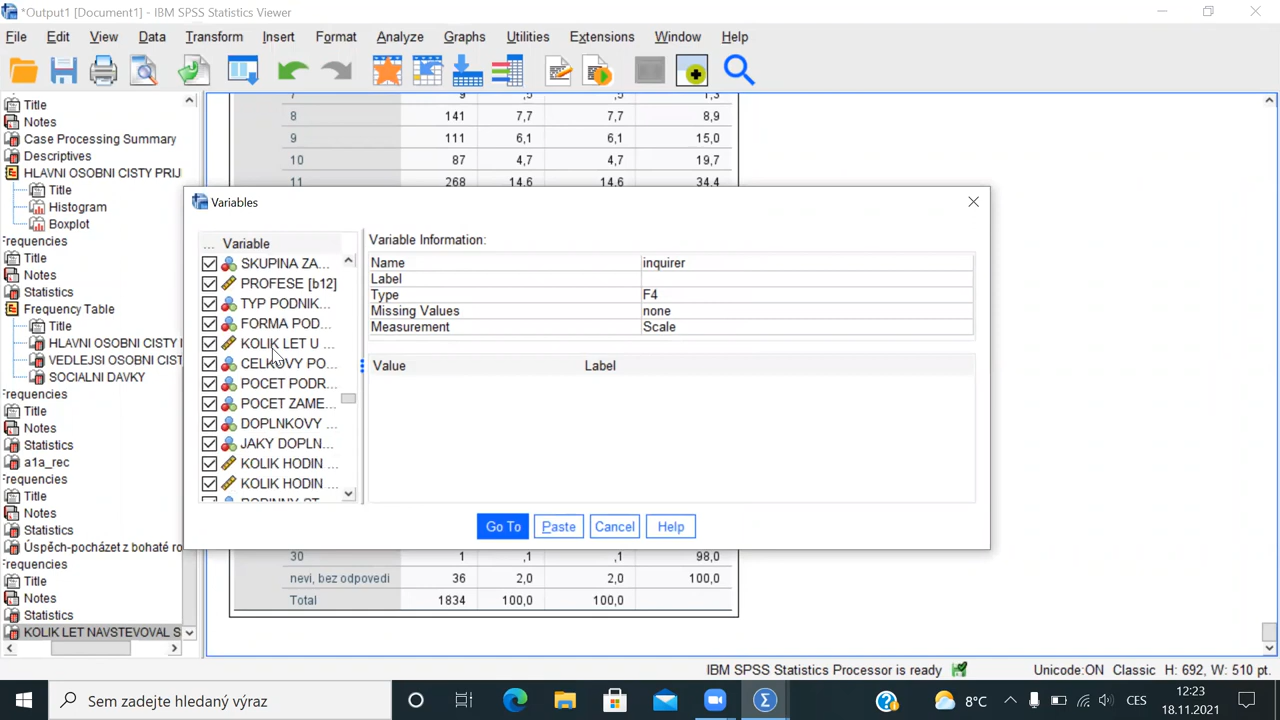 *Output1 [Document1] - IBM SPSS Statistics Viewer
File Edit View Data Transform Insert Format Analyze Graphs Utilities Extensions Window Help
Title
Notes
Case Processing Summary
Descriptives
HLAVNI OSOBNI CISTY PRIJ
Title
Histogram
Boxplot
Frequencies
Title
Notes
Statistics
Frequency Table
Title
HLAVNI OSOBNI CISTY I
VEDLEJSI OSOBNI CIST
SOCIALNI DAVKY
Frequencies
Title
Notes
Statistics
a1a_rec
Frequencies
Title
Notes
Statistics
Úspěch-pocházet z bohaté ro
Frequencies
Title
Notes
Statistics
KOLIK LET NAVSTEVOVAL S
7 9 ,5 ,5 1,3
8 141 7,7 7,7 8,9
9 111 6,1 6,1 15,0
10 87 4,7 4,7 19,7
11 268 14,6 14,6 34,4
Variables
... Variable
SKUPINA ZA...
PROFESE [b12]
TYP PODNIK...
FORMA POD...
KOLIK LET U ...
CELKOVY PO...
POCET PODR...
POCET ZAME...
DOPLNKOVY ...
JAKY DOPLN...
KOLIK HODIN ...
KOLIK HODIN ...
Variable Information:
Name inquirer
Label
Type F4
Missing Values none
Measurement Scale
Value Label
Go To Paste Cancel Help
30 1 ,1 ,1 98,0
nevi, bez odpovedi 36 2,0 2,0 100,0
Total 1834 100,0 100,0
IBM SPSS Statistics Processor is ready Unicode:ON Classic H: 692, W: 510 pt.
Sem zadejte hledaný výraz
8°C CES 12:23
18.11.2021